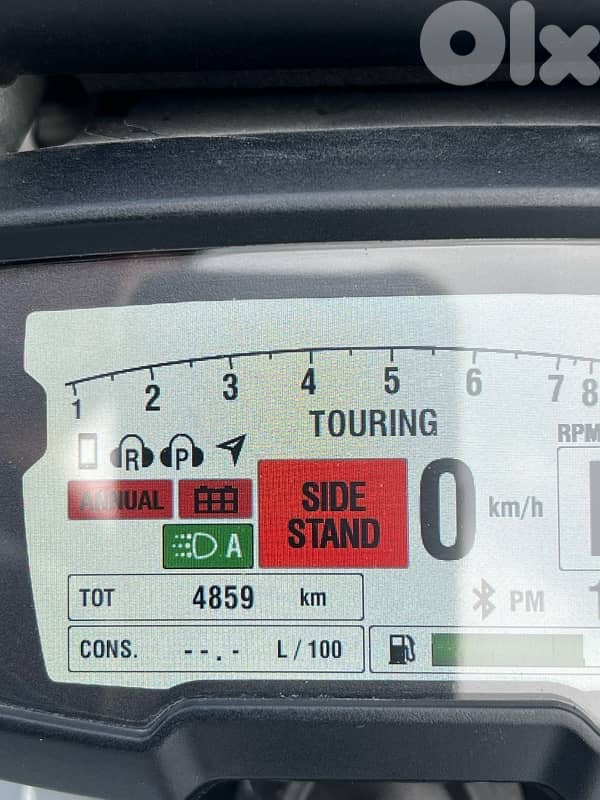 Olx
1 2 3 4 5 6 7 8
TOURING
RPM
R P
ANNUAL
SIDE
STAND
0 km/h
A
TOT 4859 km
PM
CONS. --.- L/100